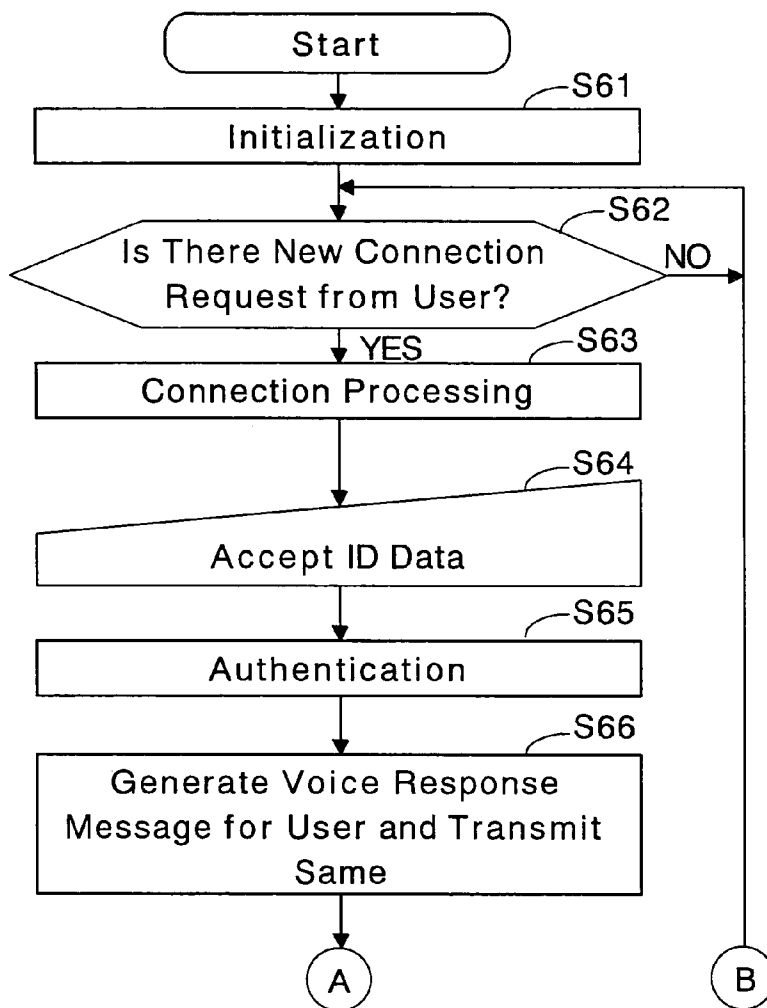 Start
S61
Initialization
S62
Is There New Connection
Request from User?
NO
YES
S63
Connection Processing
S64
Accept ID Data
S65
Authentication
S66
Generate Voice Response
Message for User and Transmit
Same
A
B